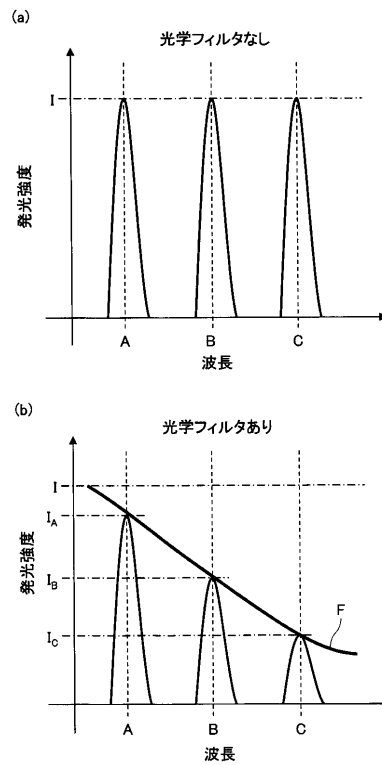 (a)
光学フィルタなし
I
発光強度
A B C
波長
(b)
光学フィルタあり
I
I_A
I_B
I_C
発光強度
F
A B C
波長